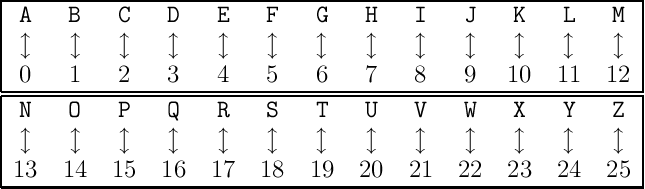 A B C D E F G H I J K L M
↕ ↕ ↕ ↕ ↕ ↕ ↕ ↕ ↕ ↕ ↕ ↕ ↕
0 1 2 3 4 5 6 7 8 9 10 11 12
N O P Q R S T U V W X Y Z
↕ ↕ ↕ ↕ ↕ ↕ ↕ ↕ ↕ ↕ ↕ ↕ ↕
13 14 15 16 17 18 19 20 21 22 23 24 25